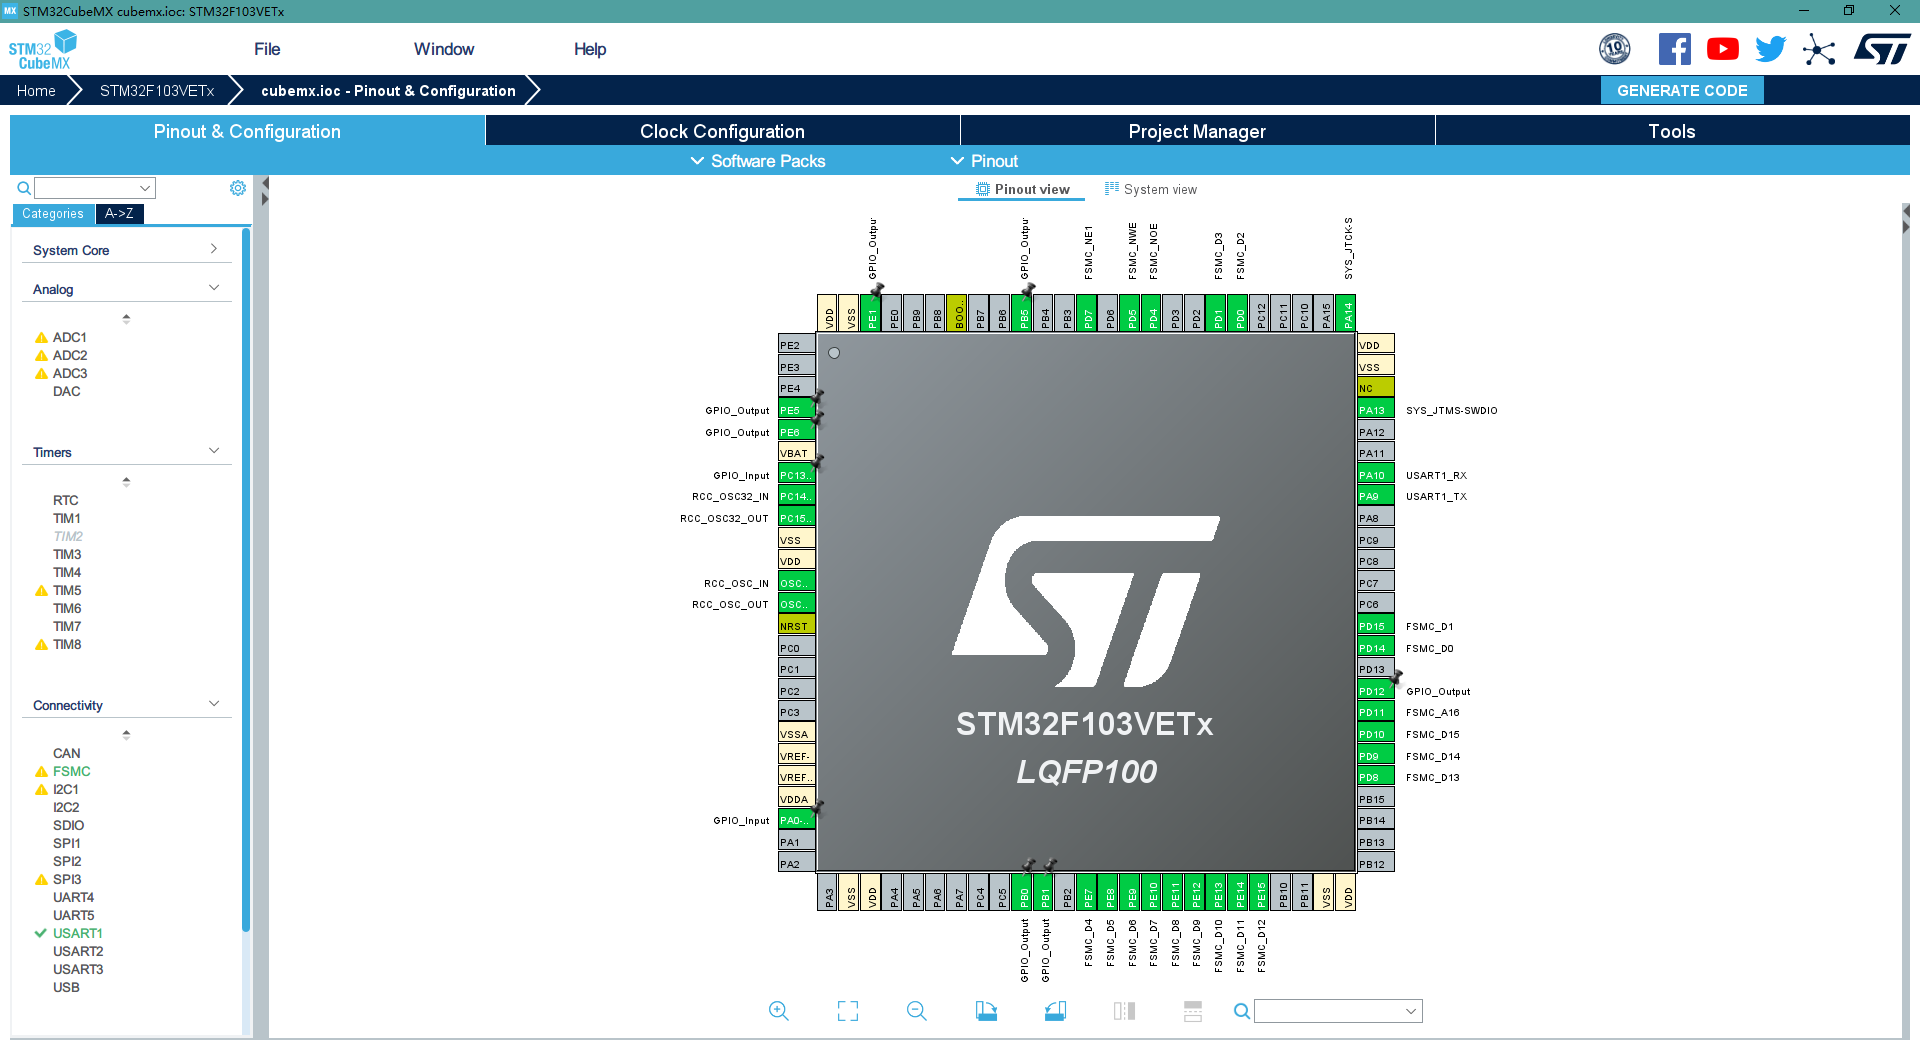 MX STM32CubeMX cubemx.ioc: STM32F103VETx
STM32
CubeMX
File
Window
Help
10
ST
Home
STM32F103VETx
cubemx.ioc - Pinout & Configuration
GENERATE CODE
Pinout & Configuration
Clock Configuration
Project Manager
Tools
Software Packs
Pinout
Pinout view
System view
Categories
A->Z
System Core
Analog
ADC1
ADC2
ADC3
DAC
Timers
RTC
TIM1
TIM2
TIM3
TIM4
TIM5
TIM6
TIM7
TIM8
Connectivity
CAN
FSMC
I2C1
I2C2
SDIO
SPI1
SPI2
SPI3
UART4
UART5
USART1
USART2
USART3
USB
GPIO_Output
GPIO_Output
FSMC_NE1
FSMC_NWE
FSMC_NOE
FSMC_D3
FSMC_D2
SYS_JTCK-S
VDD
VSS
PE1
PE0
PB9
PB8
BOO..
PB7
PB6
PB5
PB4
PB3
PD7
PD6
PD5
PD4
PD3
PD2
PD1
PD0
PC12
PC11
PC10
PA15
PA14
PE2
PE3
PE4
GPIO_Output PE5
GPIO_Output PE6
VBAT
GPIO_Input PC13..
RCC_OSC32_IN PC14..
RCC_OSC32_OUT PC15..
VSS
VDD
RCC_OSC_IN OSC..
RCC_OSC_OUT OSC..
NRST
PC0
PC1
PC2
PC3
VSSA
VREF-
VREF..
VDDA
GPIO_Input PA0-..
PA1
PA2
ST
STM32F103VETx
LQFP100
VDD
VSS
NC
PA13 SYS_JTMS-SWDIO
PA12
PA11
PA10 USART1_RX
PA9 USART1_TX
PA8
PC9
PC8
PC7
PC6
PD15 FSMC_D1
PD14 FSMC_D0
PD13
PD12 GPIO_Output
PD11 FSMC_A16
PD10 FSMC_D15
PD9 FSMC_D14
PD8 FSMC_D13
PB15
PB14
PB13
PB12
PA3
VSS
VDD
PA4
PA5
PA6
PA7
PC4
PC5
PB0
PB1
PB2
PE7
PE8
PE9
PE10
PE11
PE12
PE13
PE14
PE15
PB10
PB11
VSS
VDD
GPIO_Output
GPIO_Output
FSMC_D4
FSMC_D5
FSMC_D6
FSMC_D7
FSMC_D8
FSMC_D9
FSMC_D10
FSMC_D11
FSMC_D12